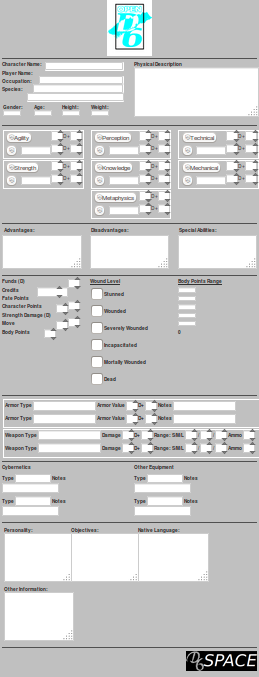 OPEN
D6
Character Name:
Physical Description
Player Name:
Occupation:
Species:
Gender: Age: Height: Weight:
Agility D+ Perception D+ Technical D+
D+ D+ D+
Strength D+ Knowledge D+ Mechanical D+
D+ D+ D+
Metaphysics D+
D+
Advantages: Disadvantages: Special Abilities:
Funds (D) Wound Level Body Points Range
Credits
Stunned
Fate Points
Character Points
Wounded
Strength Damage (D)
Move
Severely Wounded
Body Points 0
Incapacitated
Mortally Wounded
Dead
Armor Type Armor Value D+ Notes
Armor Type Armor Value D+ Notes
Weapon Type Damage D+ Range: S/M/L / / Ammo
Weapon Type Damage D+ Range: S/M/L / / Ammo
Cybernetics Other Equipment
Type Notes Type Notes
Type Notes Type Notes
Personality: Objectives: Native Language:
Other Information:
D6 SPACE